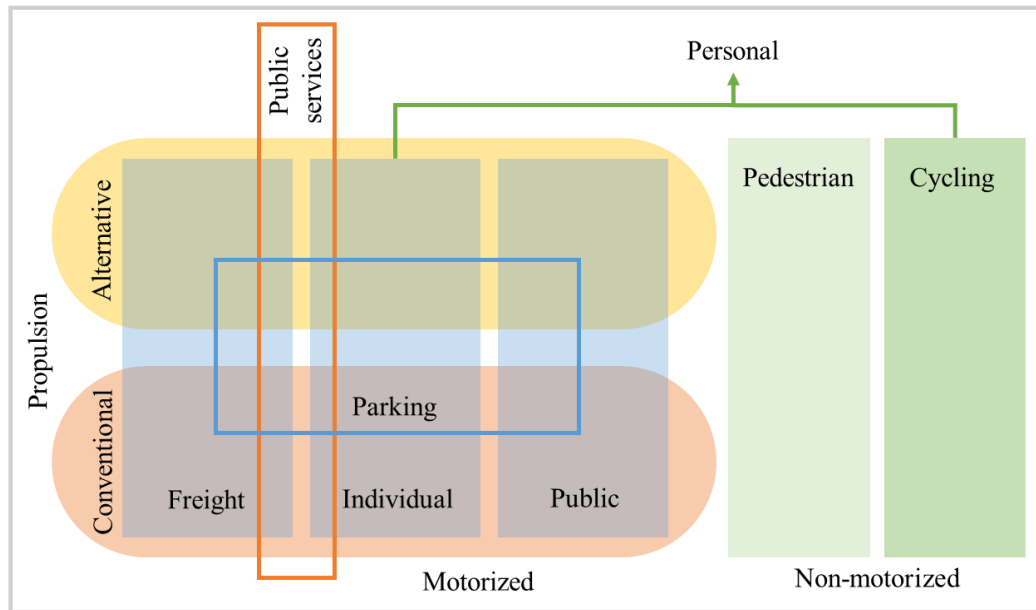 Public
services
Personal
Pedestrian
Cycling
Alternative
Propulsion
Conventional
Parking
Freight
Individual
Public
Motorized
Non-motorized